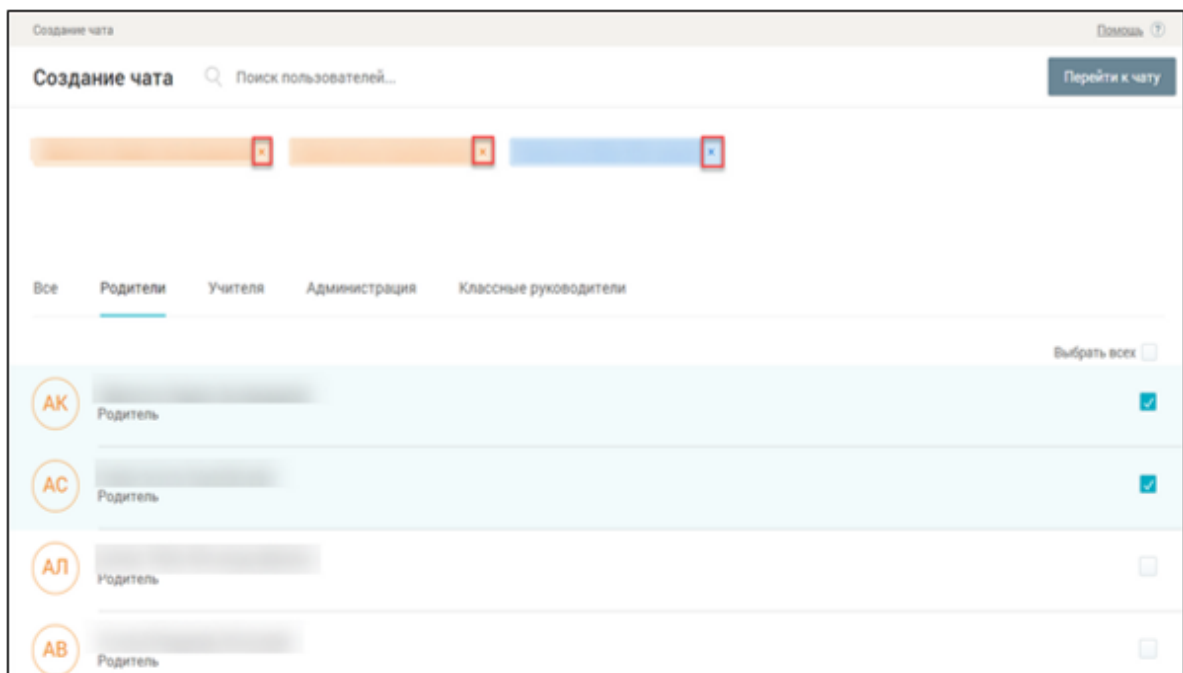 Создание чата
Помощь ?
Создание чата
Поиск пользователей...
Перейти к чату
× × ×
Все Родители Учителя Администрация Классные руководители
Выбрать всех
АК
Родитель
АС
Родитель
АЛ
Родитель
АВ
Родитель